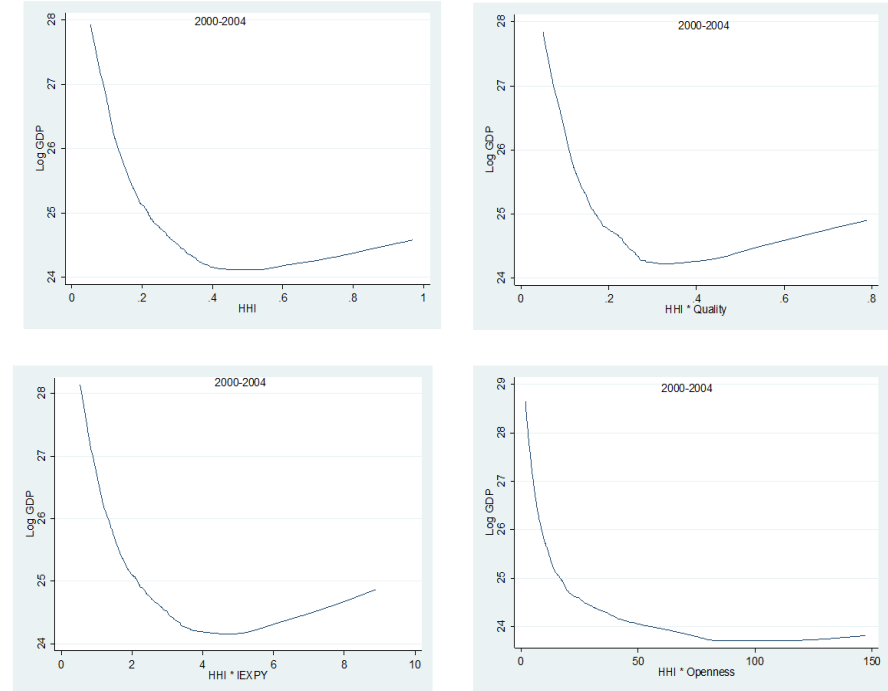 2000-2004
28
27
26
25
24
Log GDP
0 .2 .4 .6 .8 1
HHI
2000-2004
28
27
26
25
24
Log GDP
0 .2 .4 .6 .8
HHI * Quality
2000-2004
28
27
26
25
24
Log GDP
0 2 4 6 8 10
HHI * IEXPY
2000-2004
29
28
27
26
25
24
Log GDP
0 50 100 150
HHI * Openness